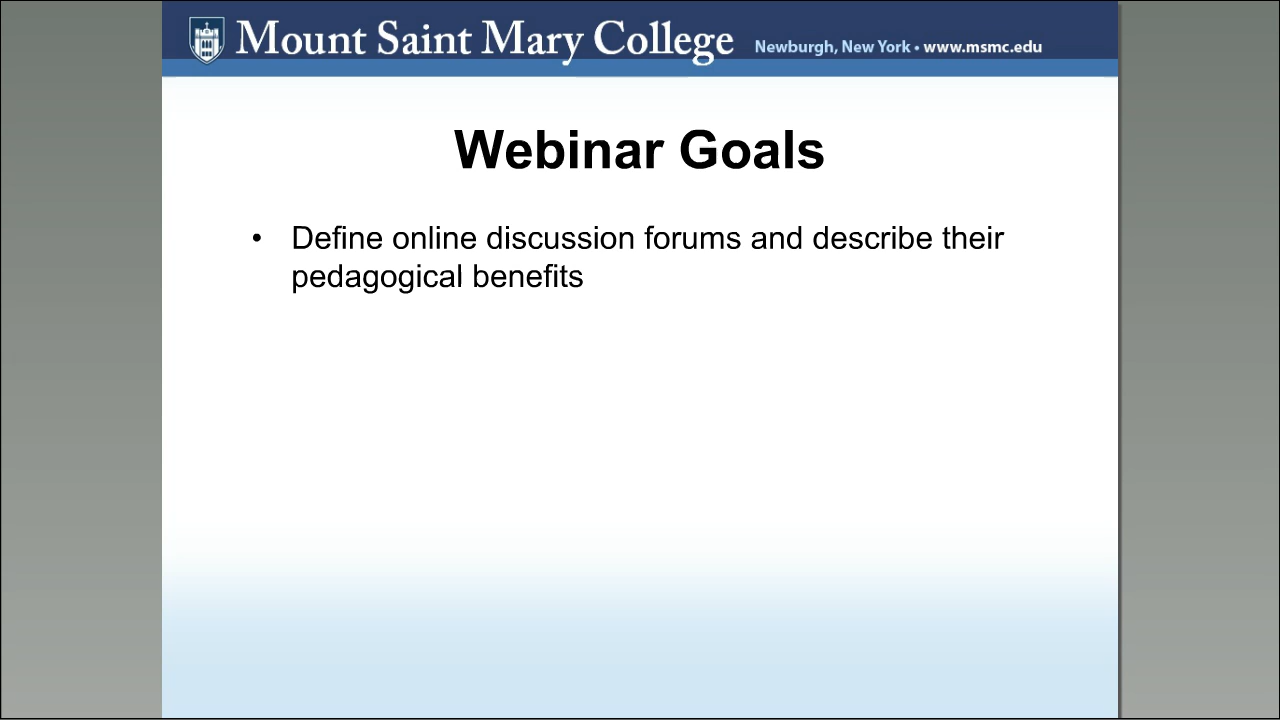 Mount Saint Mary College Newburgh, New York • www.msmc.edu
Webinar Goals
• Define online discussion forums and describe their
pedagogical benefits